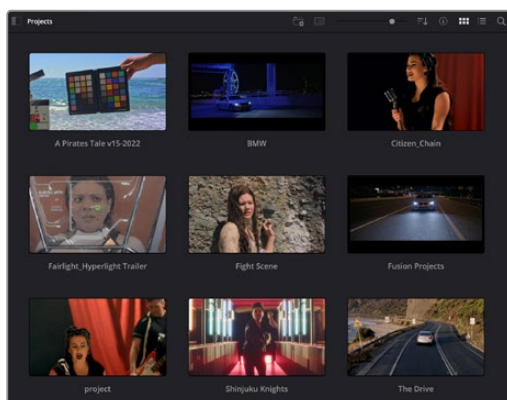 Projects
A Pirates Tale v15-2022
BMW
Citizen_Chain
Fairlight_Hyperlight Trailer
Fight Scene
Fusion Projects
project
Shinjuku Knights
The Drive